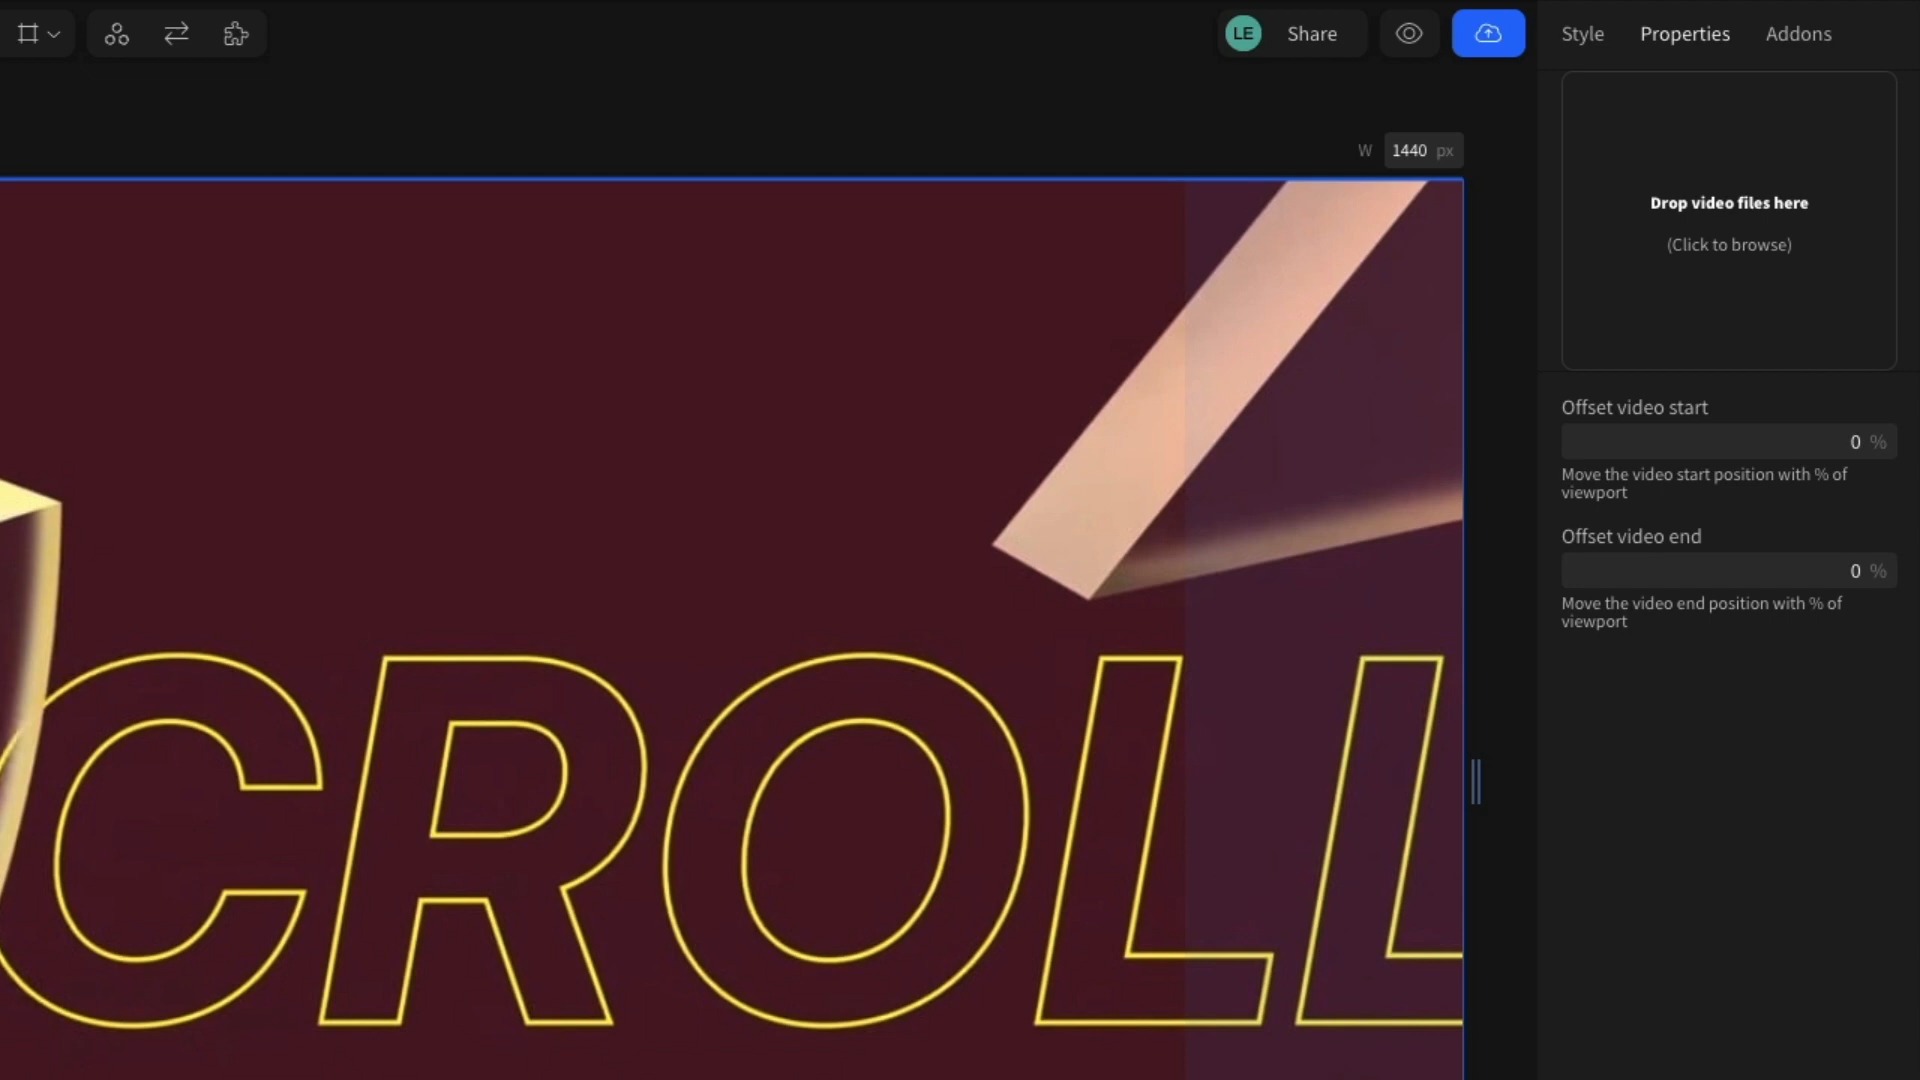 LE Share Style Properties Addons
W 1440 px
Drop video files here
(Click to browse)
Offset video start
0 %
Move the video start position with % of
viewport
Offset video end
0 %
Move the video end position with % of
viewport
CROLL